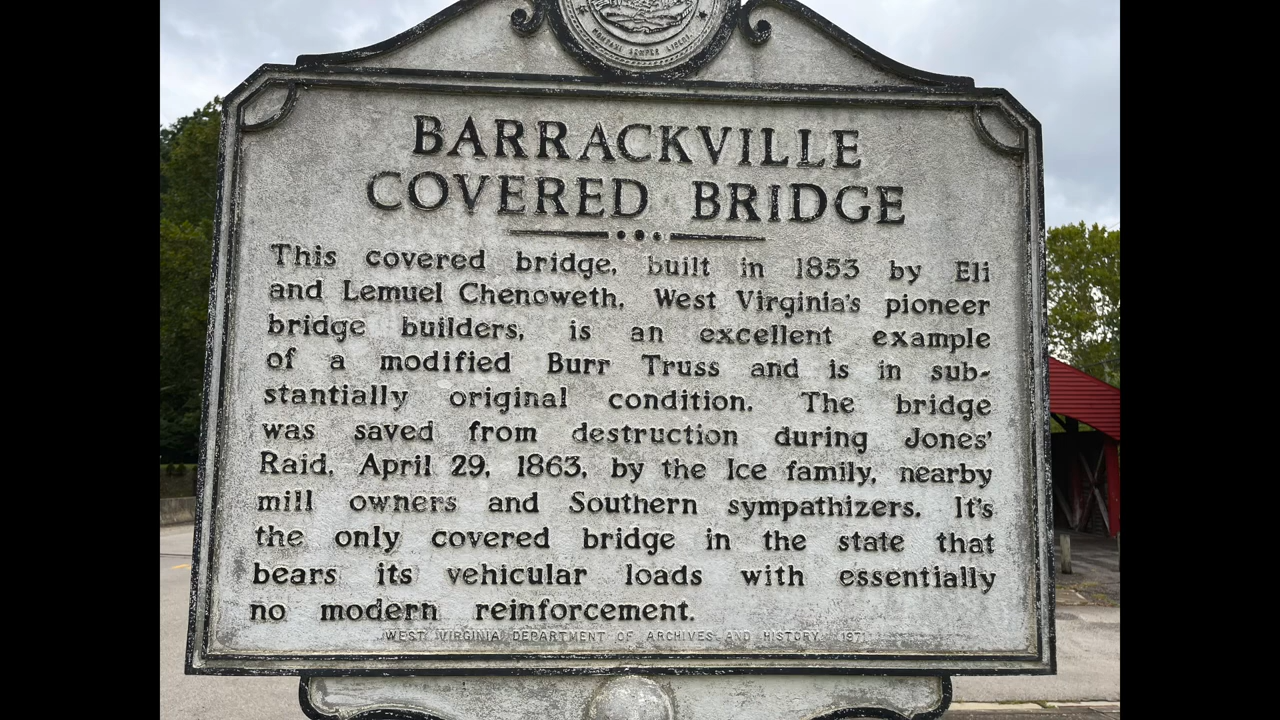 MONTANI SEMPER LIBERI
BARRACKVILLE
COVERED BRIDGE
This covered bridge, built in 1853 by Eli
and Lemuel Chenoweth, West Virginia's pioneer
bridge builders, is an excellent example
of a modified Burr Truss and is in sub-
stantially original condition. The bridge
was saved from destruction during Jones'
Raid, April 29, 1863, by the Ice family, nearby
mill owners and Southern sympathizers. It's
the only covered bridge in the state that
bears its vehicular loads with essentially
no modern reinforcement.
WEST VIRGINIA DEPARTMENT OF ARCHIVES AND HISTORY 1971